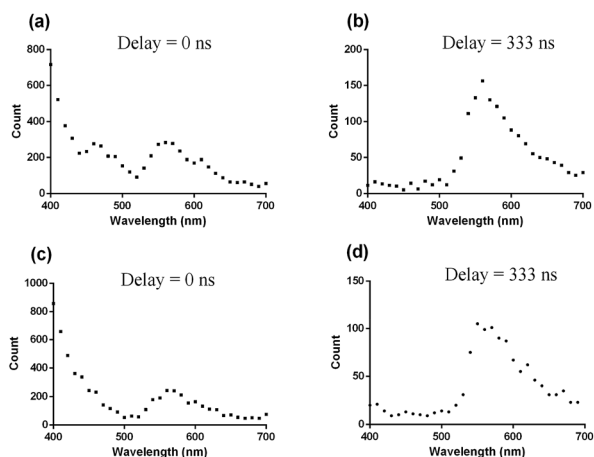 (a)
Delay = 0 ns
800
600
400
200
0
Count
400
500
600
700
Wavelength (nm)
(b)
Delay = 333 ns
200
150
100
50
0
Count
400
500
600
700
Wavelength (nm)
(c)
Delay = 0 ns
1000
800
600
400
200
0
Count
400
500
600
700
Wavelength (nm)
(d)
Delay = 333 ns
150
100
50
0
Count
400
500
600
700
Wavelength (nm)